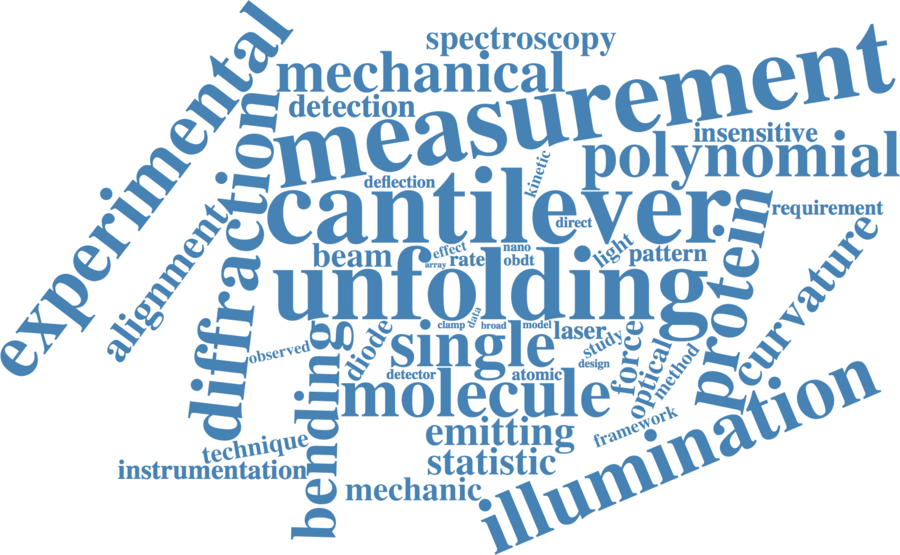 experimental
spectroscopy
mechanical
measurement
detection
diffraction
insensitive
polynomial
kinetic
deflection
cantilever
direct
requirement
alignment
protein
curvature
beam
effect
array
rate
nano
obdt
light
pattern
unfolding
data
clamp
broad
model
laser
study
design
observed
bending
diode
single
detector
atomic
force
optical
method
molecule
illumination
technique
instrumentation
emitting
framework
statistic
mechanic